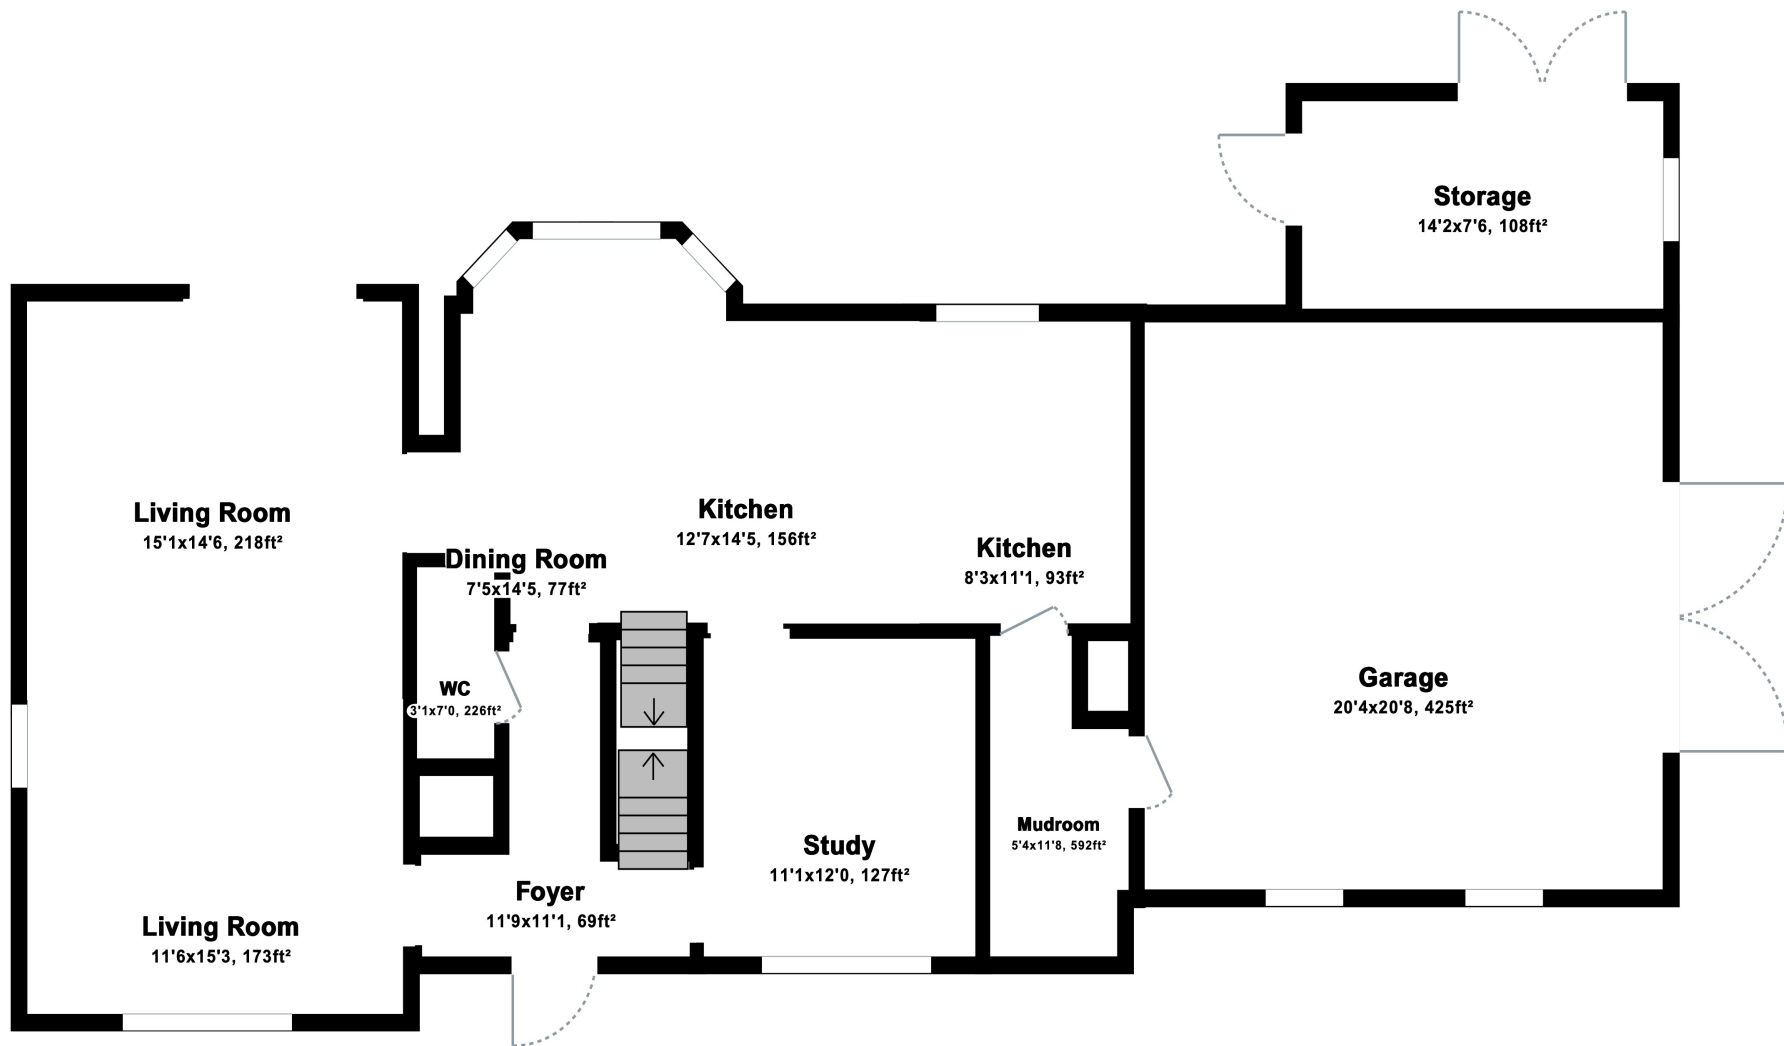 Storage
14'2x7'6, 108ft²
Living Room
15'1x14'6, 218ft²
Kitchen
12'7x14'5, 156ft²
Kitchen
8'3x11'1, 93ft²
Dining Room
7'5x14'5, 77ft²
WC
3'1x7'0, 226ft²
Garage
20'4x20'8, 425ft²
Mudroom
5'4x11'8, 592ft²
Study
11'1x12'0, 127ft²
Foyer
11'9x11'1, 69ft²
Living Room
11'6x15'3, 173ft²